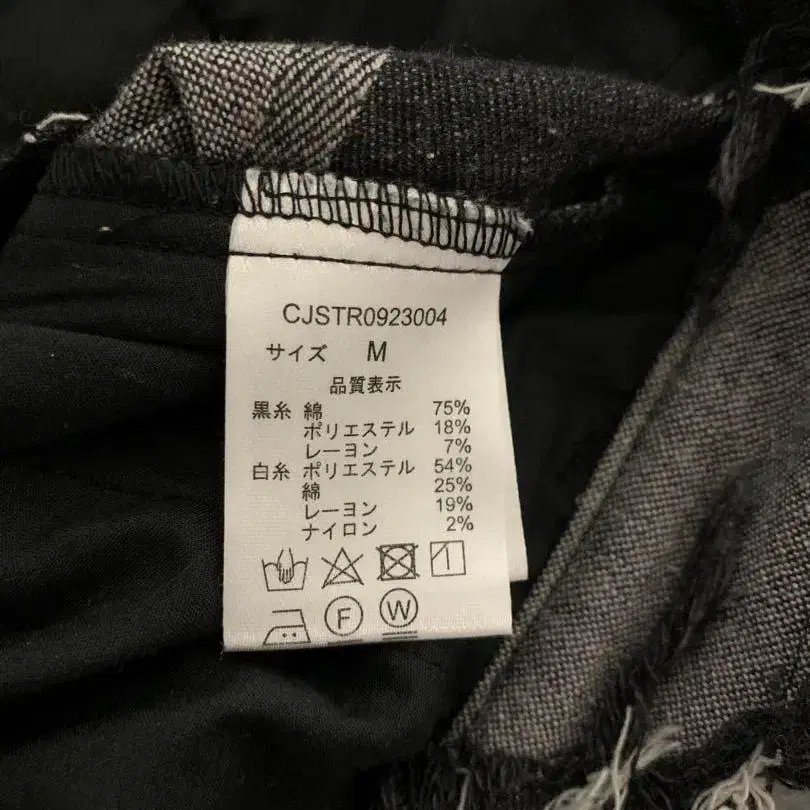 CJSTR0923004
サイズ M
品質表示
黒糸 綿 75%
ポリエステル 18%
レーヨン 7%
白糸 ポリエステル 54%
綿 25%
レーヨン 19%
ナイロン 2%
F W